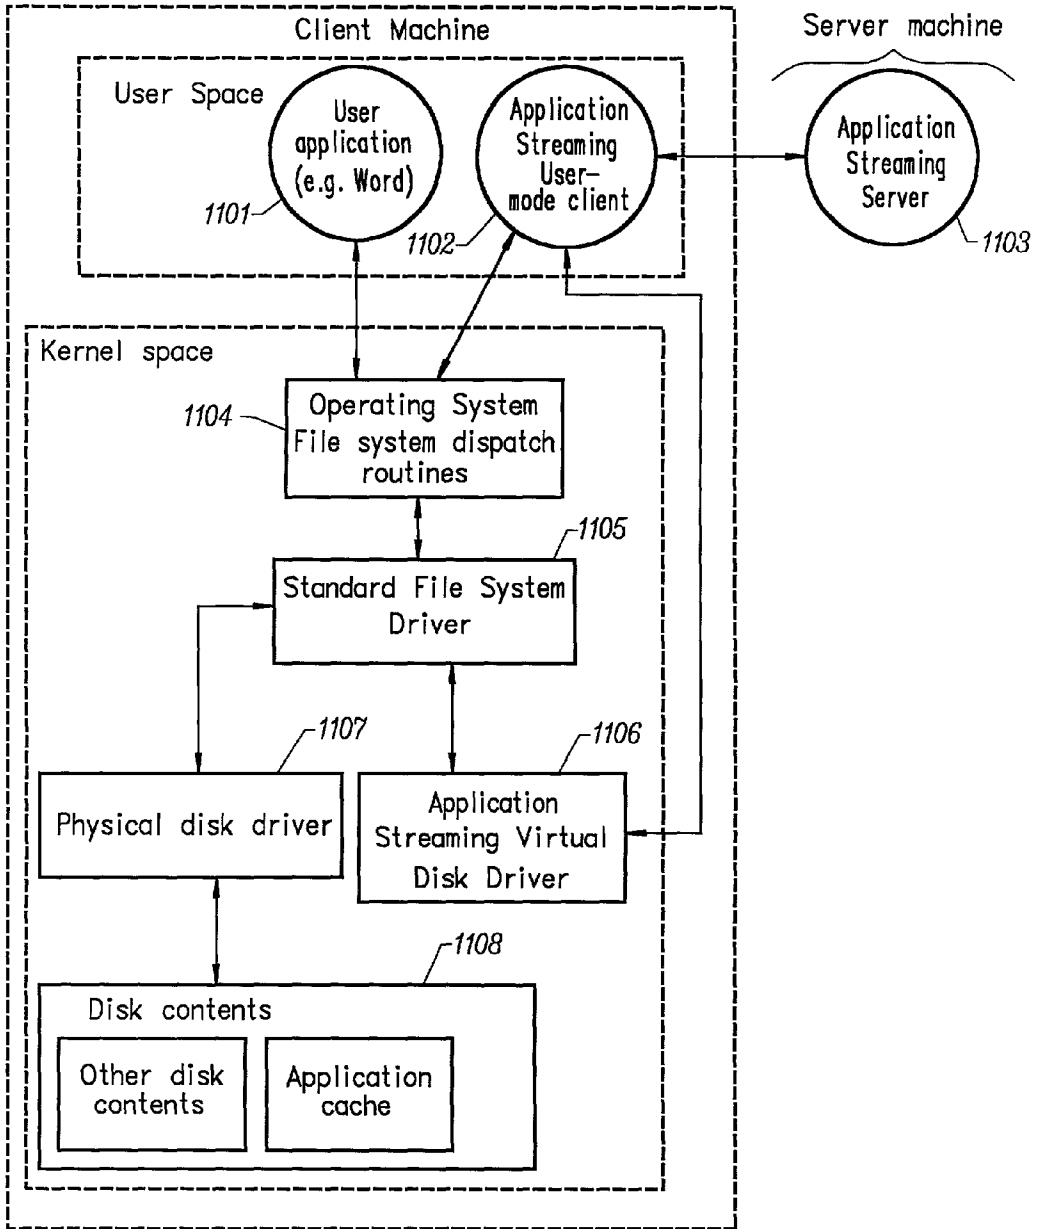 Client Machine
Server machine
User Space
User
application
(e.g. Word)
1101
Application
Streaming
User-
mode client
1102
Application
Streaming
Server
1103
Kernel space
1104
Operating System
File system dispatch
routines
1105
Standard File System
Driver
1107
Physical disk driver
1106
Application
Streaming Virtual
Disk Driver
1108
Disk contents
Other disk
contents
Application
cache